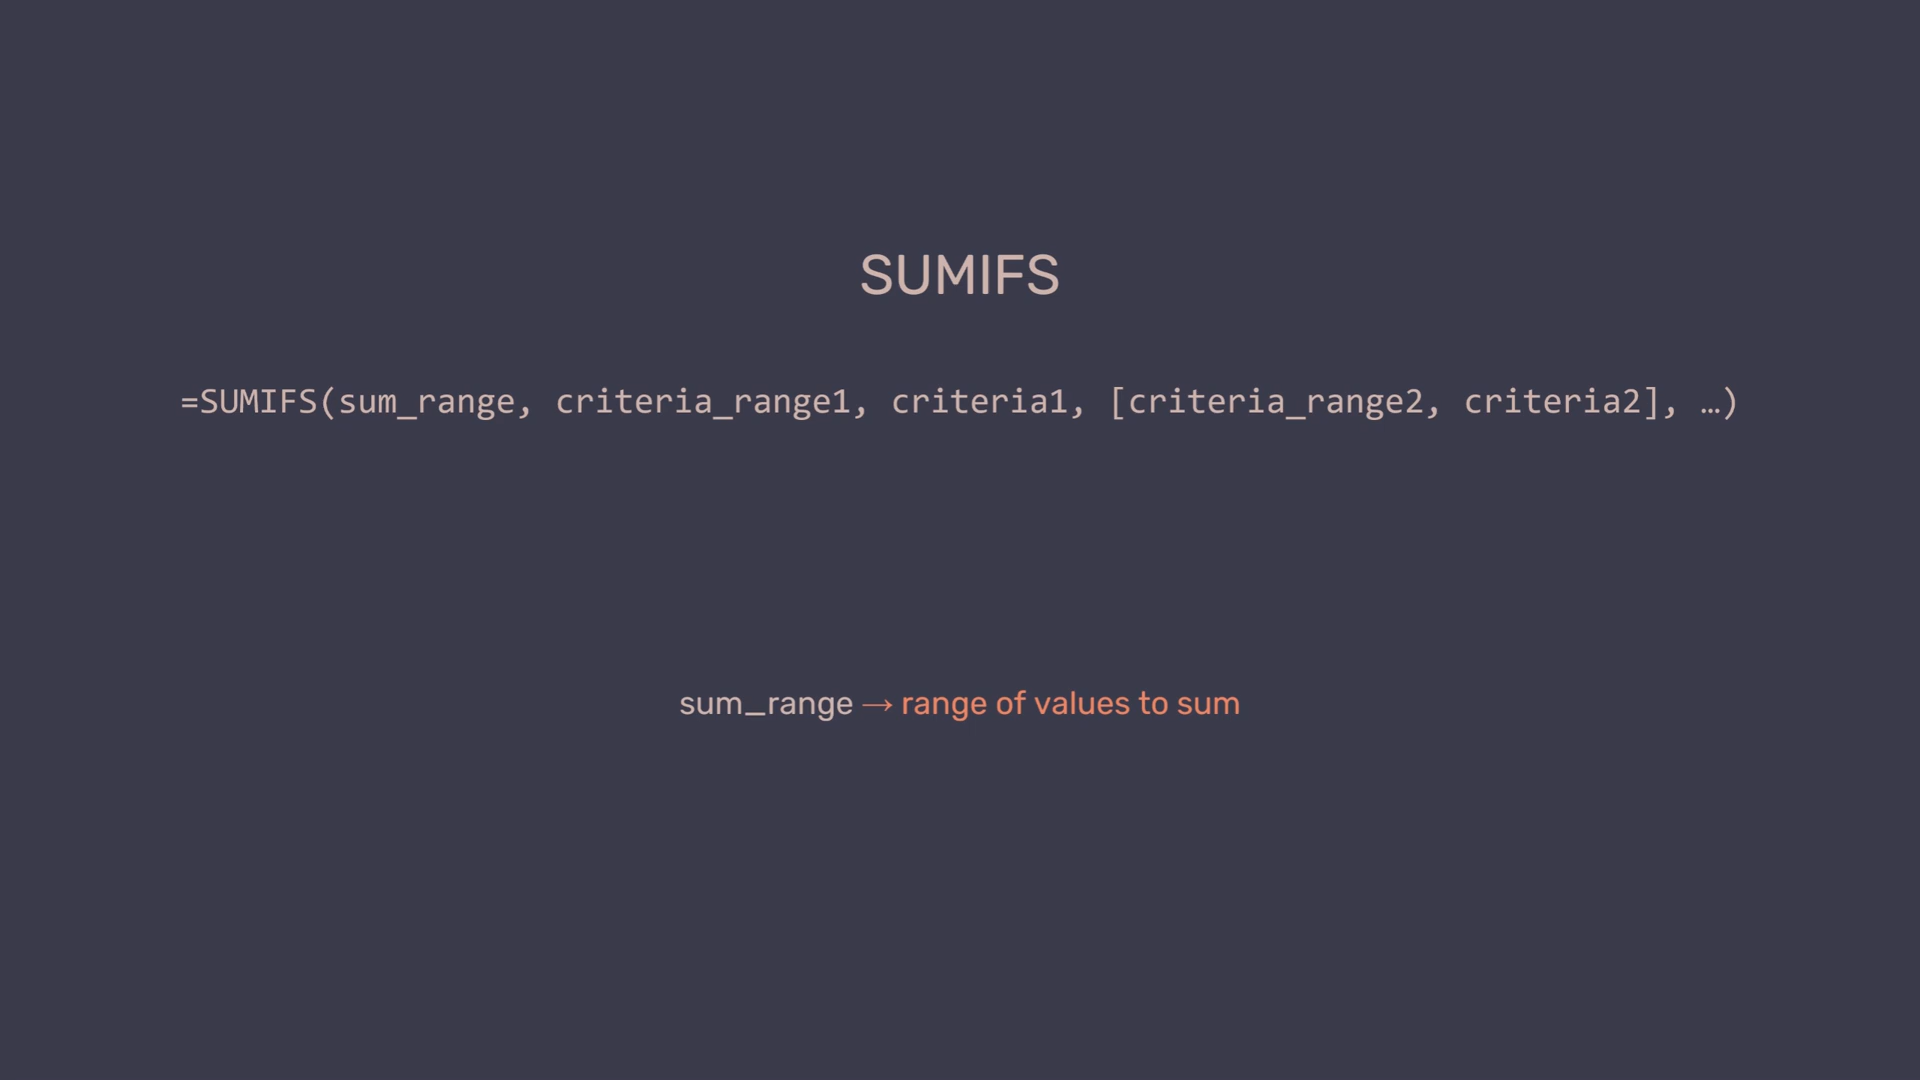 SUMIFS
=SUMIFS(sum_range, criteria_range1, criteria1, [criteria_range2, criteria2], …)
sum_range → range of values to sum